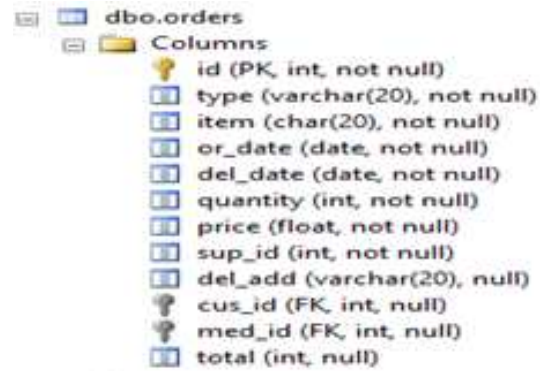 dbo.orders
Columns
id (PK, int, not null)
type (varchar(20), not null)
item (char(20), not null)
or_date (date, not null)
del_date (date, not null)
quantity (int, not null)
price (float, not null)
sup_id (int, not null)
del_add (varchar(20), null)
cus_id (FK, int, null)
med_id (FK, int, null)
total (int, null)